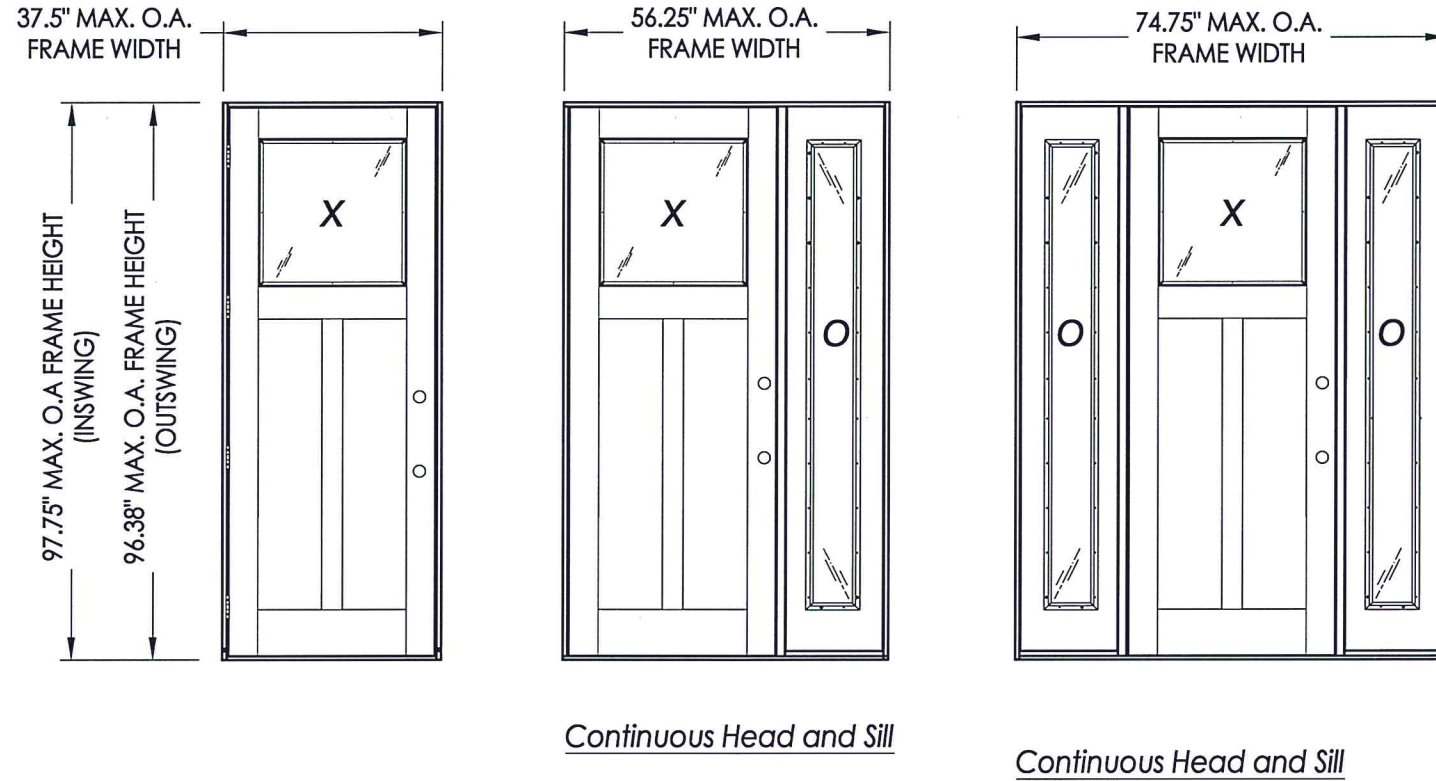 37.5" MAX. O.A.
FRAME WIDTH
56.25" MAX. O.A.
FRAME WIDTH
74.75" MAX. O.A.
FRAME WIDTH
97.75" MAX. O.A FRAME HEIGHT
(INSWING)
96.38" MAX. O.A. FRAME HEIGHT
(OUTSWING)
X
X
O
O
X
O
Continuous Head and Sill
Continuous Head and Sill